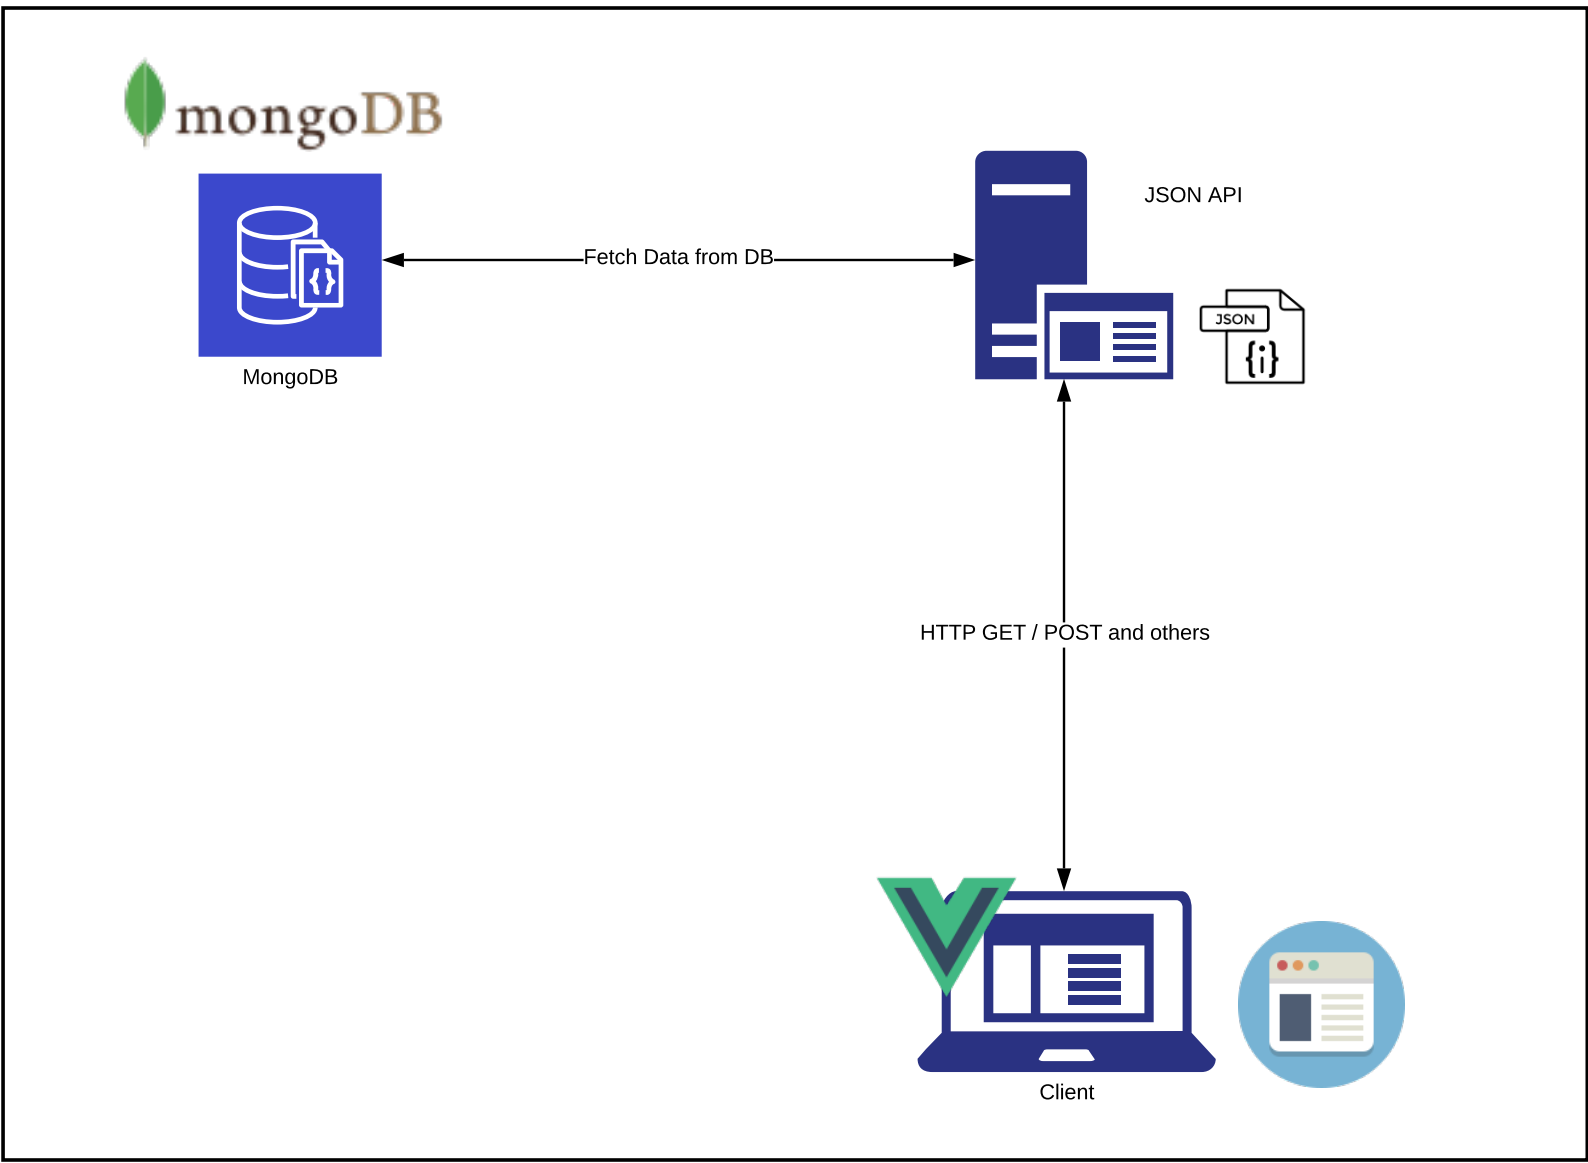 mongoDB
JSON API
Fetch Data from DB
JSON
{i}
{}
MongoDB
HTTP GET / POST and others
Client